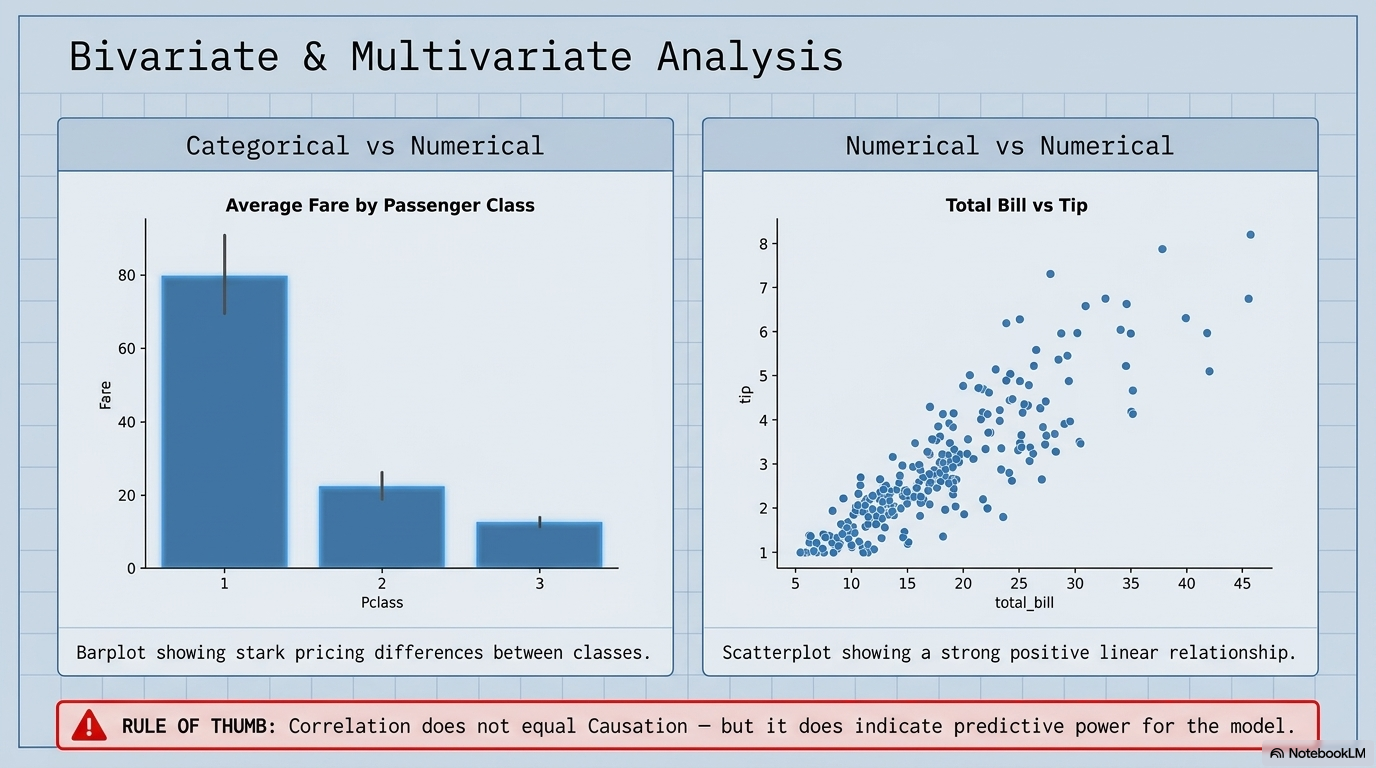 Bivariate & Multivariate Analysis
Categorical vs Numerical
Average Fare by Passenger Class
Fare
80
60
40
20
0
1
2
3
Pclass
Barplot showing stark pricing differences between classes.
Numerical vs Numerical
Total Bill vs Tip
tip
8
7
6
5
4
3
2
1
5
10
15
20
25
30
35
40
45
total_bill
Scatterplot showing a strong positive linear relationship.
RULE OF THUMB: Correlation does not equal Causation — but it does indicate predictive power for the model.
NotebookLM